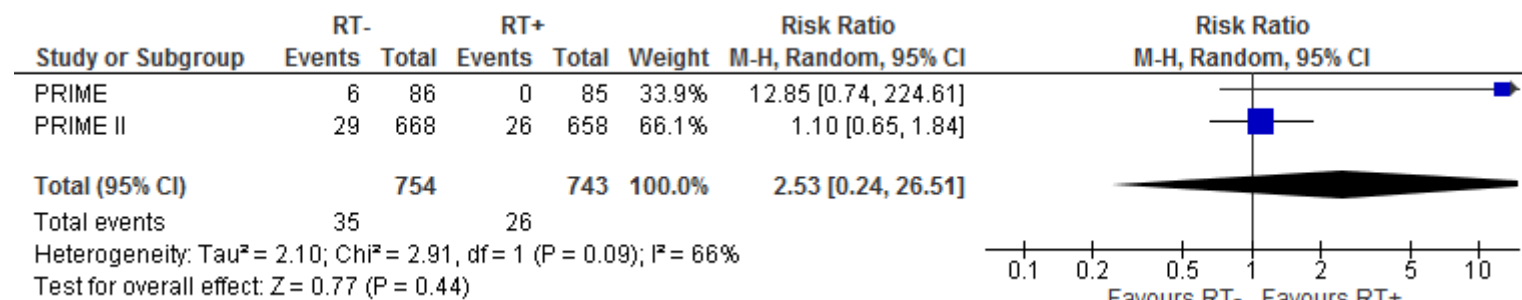 RT- RT+ Risk Ratio Risk Ratio
Study or Subgroup Events Total Events Total Weight M-H, Random, 95% CI M-H, Random, 95% CI
PRIME 6 86 0 85 33.9% 12.85 [0.74, 224.61]
PRIME II 29 668 26 658 66.1% 1.10 [0.65, 1.84]
Total (95% CI) 754 743 100.0% 2.53 [0.24, 26.51]
Total events 35 26
Heterogeneity: Tau² = 2.10; Chi² = 2.91, df = 1 (P = 0.09); I² = 66%
Test for overall effect: Z = 0.77 (P = 0.44)
0.1 0.2 0.5 1 2 5 10
Favours RT- Favours RT+